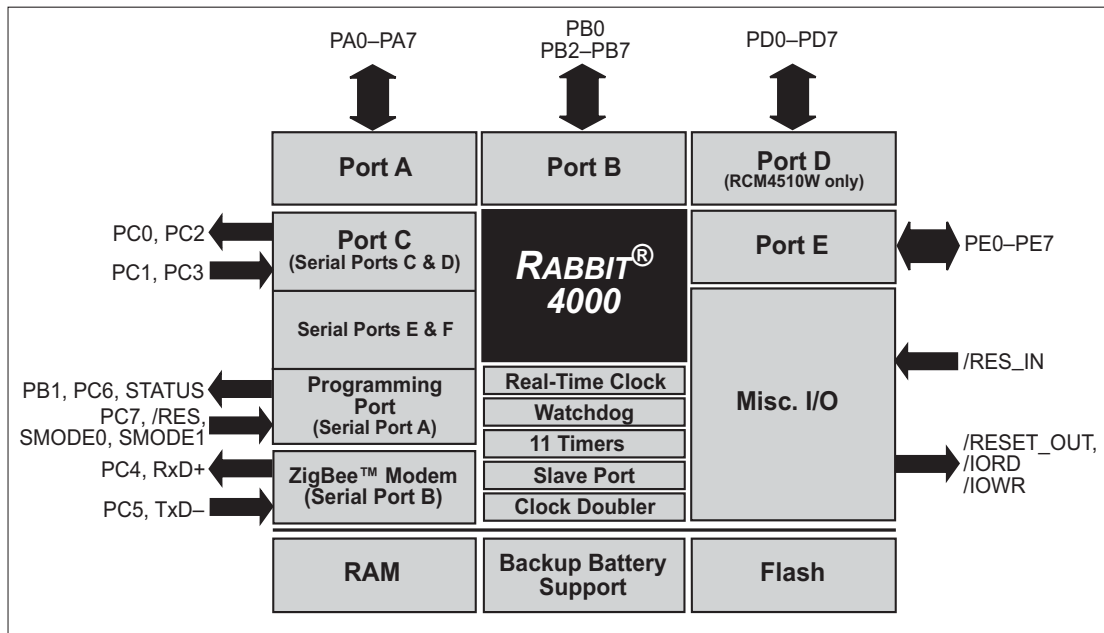 PA0–PA7
PB0
PB2–PB7
PD0–PD7
Port A
Port B
Port D
(RCM4510W only)
PC0, PC2
PC1, PC3
Port C
(Serial Ports C & D)
RABBIT®
4000
Port E
PE0–PE7
Serial Ports E & F
PB1, PC6, STATUS
PC7, /RES,
SMODE0, SMODE1
Programming
Port
(Serial Port A)
Real-Time Clock
Watchdog
11 Timers
Slave Port
Clock Doubler
Misc. I/O
/RES_IN
/RESET_OUT,
/IORD
/IOWR
PC4, RxD+
PC5, TxD–
ZigBee™ Modem
(Serial Port B)
RAM
Backup Battery
Support
Flash